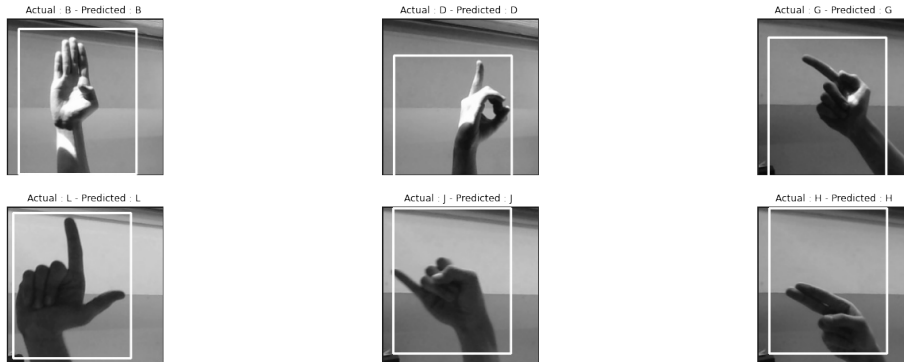 Actual : B - Predicted : B
Actual : D - Predicted : D
Actual : G - Predicted : G
Actual : L - Predicted : L
Actual : J - Predicted : J
Actual : H - Predicted : H